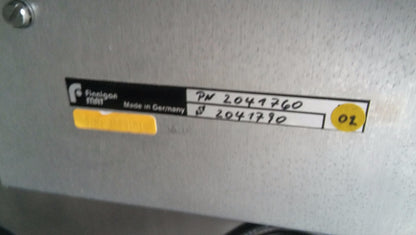 Finnigan
MAT
Made in Germany
PN 2041760
2041790
02